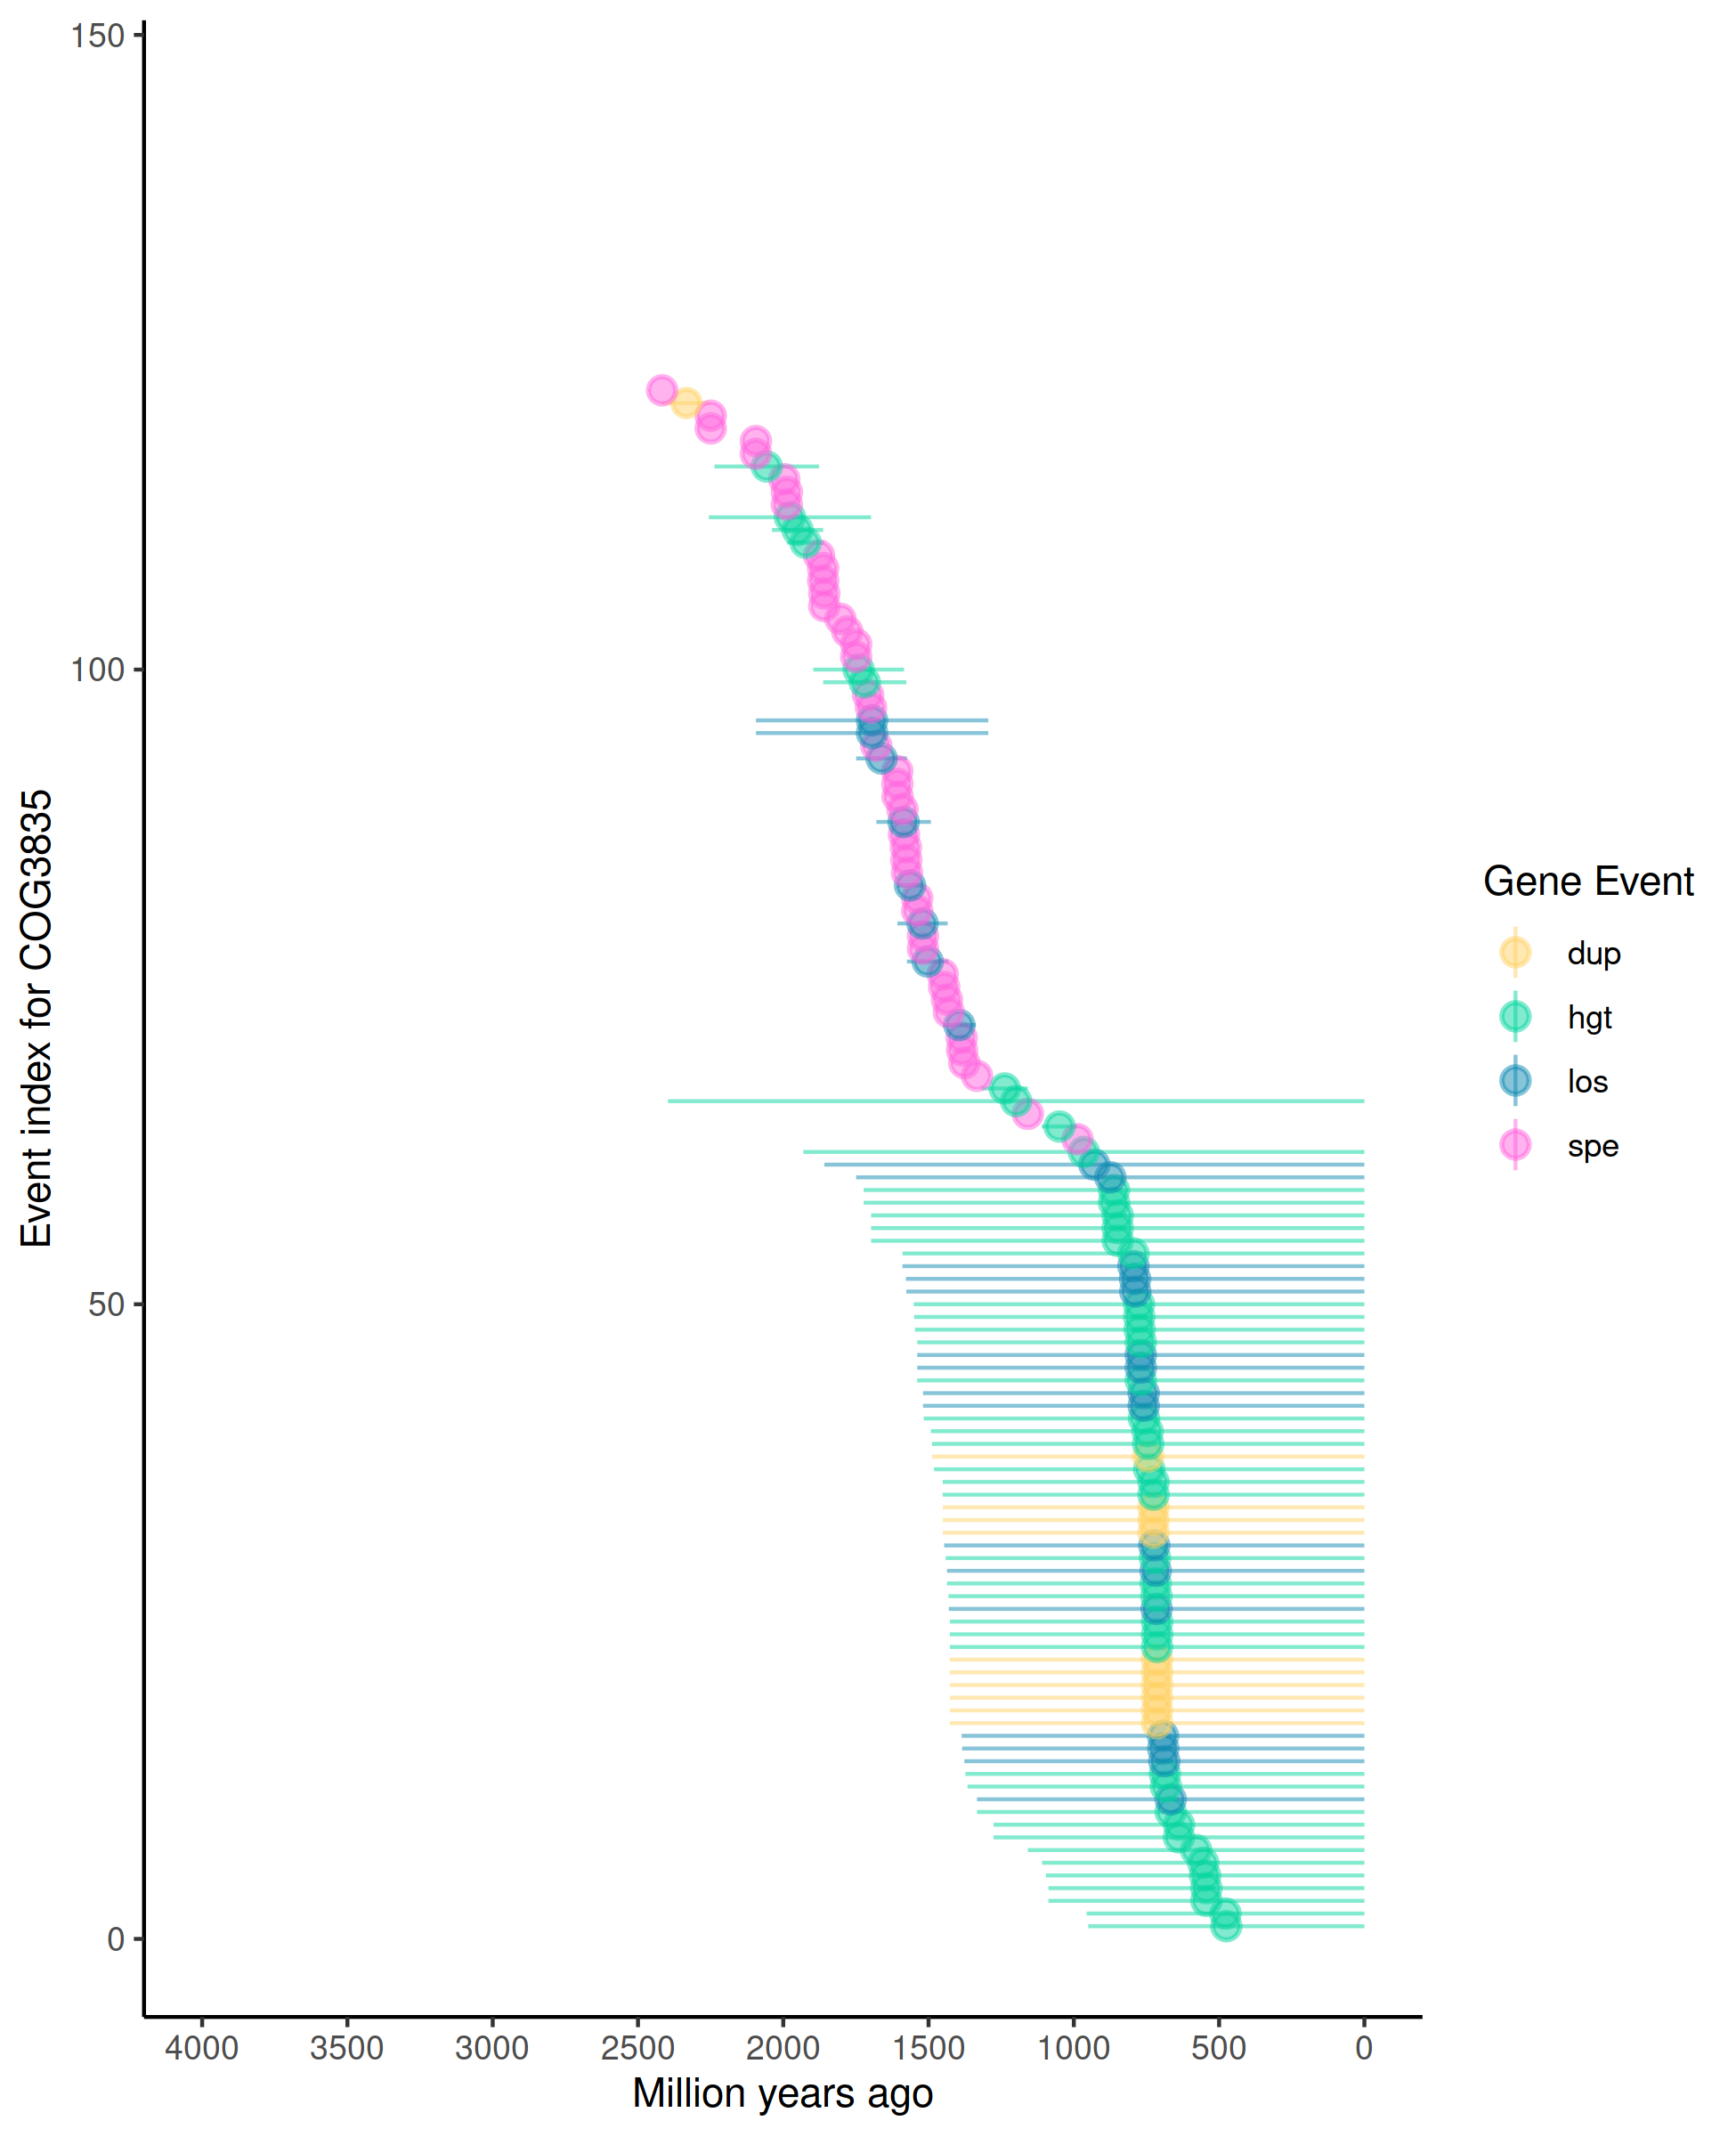 150
100
50
0
Event index for COG3835
4000 3500 3000 2500 2000 1500 1000 500 0
Million years ago
Gene Event
dup
hgt
los
spe